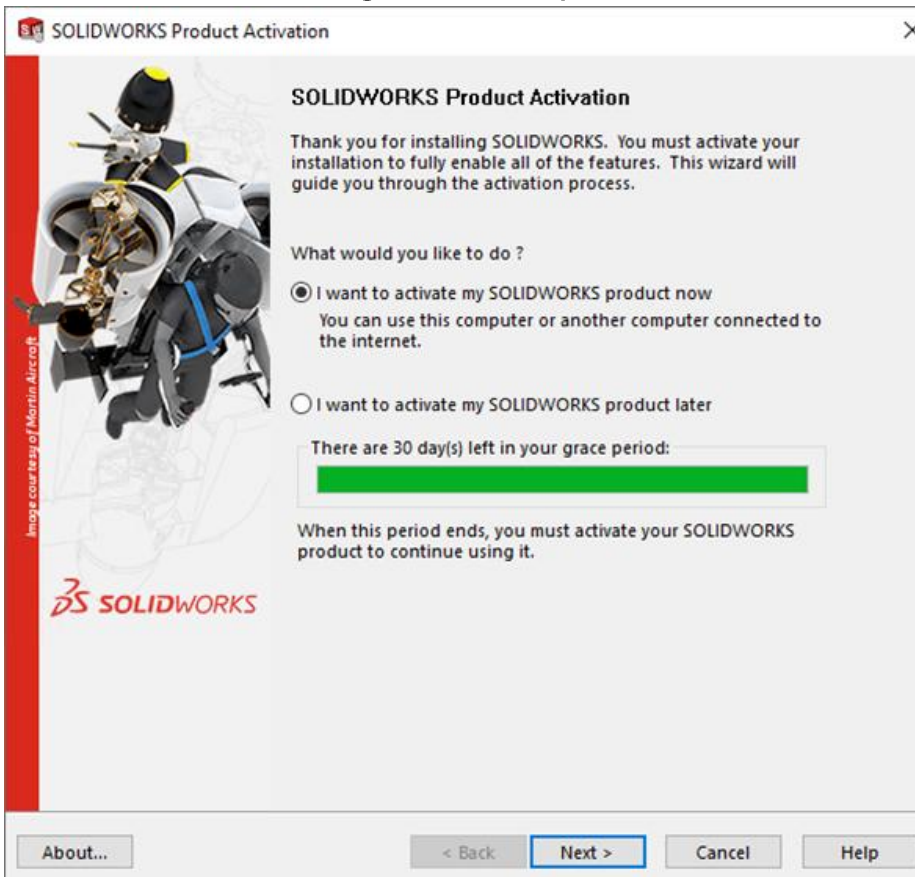 SOLIDWORKS Product Activation
SOLIDWORKS Product Activation
Thank you for installing SOLIDWORKS. You must activate your
installation to fully enable all of the features. This wizard will
guide you through the activation process.
What would you like to do ?
I want to activate my SOLIDWORKS product now
You can use this computer or another computer connected to
the internet.
I want to activate my SOLIDWORKS product later
There are 30 day(s) left in your grace period:
When this period ends, you must activate your SOLIDWORKS
product to continue using it.
Image courtesy of Martin Aircraft
SOLIDWORKS
About...
< Back
Next >
Cancel
Help